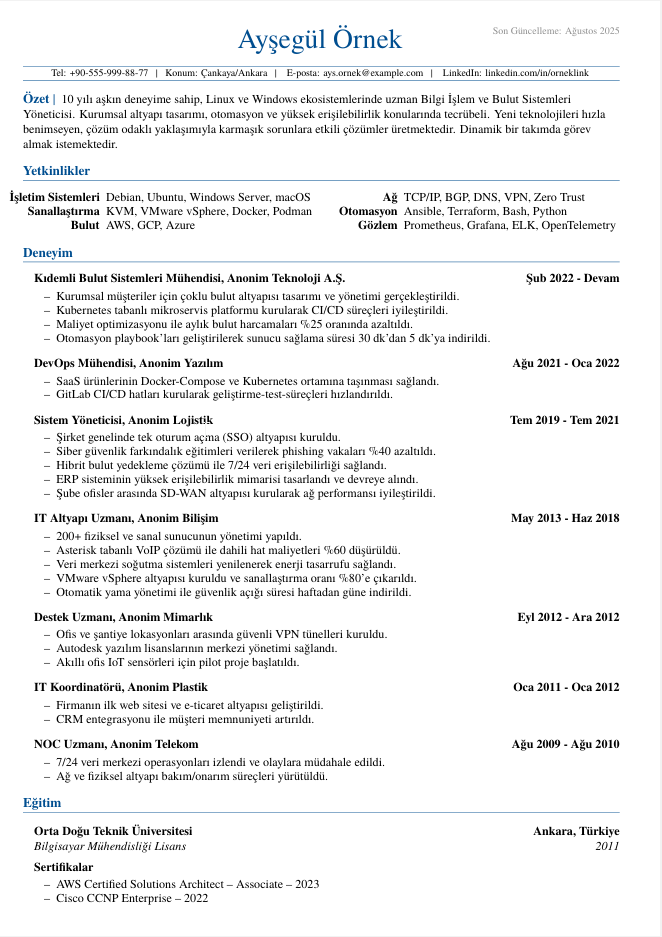 Ayşegül Örnek
Son Güncelleme: Ağustos 2025
Tel: +90-555-999-88-77 | Konum: Çankaya/Ankara | E-posta: ays.ornek@example.com | LinkedIn: linkedin.com/in/orneklink
Özet | 10 yılı aşkın deneyime sahip, Linux ve Windows ekosistemlerinde uzman Bilgi İşlem ve Bulut Sistemleri
Yöneticisi. Kurumsal altyapı tasarımı, otomasyon ve yüksek erişilebilirlik konularında tecrübeli. Yeni teknolojileri hızla
benimseyen, çözüm odaklı yaklaşımıyla karmaşık sorunlara etkili çözümler üretmektedir. Dinamik bir takımda görev
almak istemektedir.
Yetkinlikler
İşletim Sistemleri Debian, Ubuntu, Windows Server, macOS
Sanallaştırma KVM, VMware vSphere, Docker, Podman
Bulut AWS, GCP, Azure
Ağ TCP/IP, BGP, DNS, VPN, Zero Trust
Otomasyon Ansible, Terraform, Bash, Python
Gözlem Prometheus, Grafana, ELK, OpenTelemetry
Deneyim
Kıdemli Bulut Sistemleri Mühendisi, Anonim Teknoloji A.Ş. Şub 2022 - Devam
– Kurumsal müşteriler için çoklu bulut altyapısı tasarımı ve yönetimi gerçekleştirildi.
– Kubernetes tabanlı mikroservis platformu kurularak CI/CD süreçleri iyileştirildi.
– Maliyet optimizasyonu ile aylık bulut harcamaları %25 oranında azaltıldı.
– Otomasyon playbook’ları geliştirilerek sunucu sağlama süresi 30 dk’dan 5 dk’ya indirildi.
DevOps Mühendisi, Anonim Yazılım Ağu 2021 - Oca 2022
– SaaS ürünlerinin Docker-Compose ve Kubernetes ortamına taşınması sağlandı.
– GitLab CI/CD hatları kurularak geliştirme-test-süreçleri hızlandırıldı.
Sistem Yöneticisi, Anonim Lojistik Tem 2019 - Tem 2021
– Şirket genelinde tek oturum açma (SSO) altyapısı kuruldu.
– Siber güvenlik farkındalık eğitimleri verilerek phishing vakaları %40 azaltıldı.
– Hibrit bulut yedekleme çözümü ile 7/24 veri erişilebilirliği sağlandı.
– ERP sisteminin yüksek erişilebilirlik mimarisi tasarlandı ve devreye alındı.
– Şube ofisler arasında SD-WAN altyapısı kurularak ağ performansı iyileştirildi.
IT Altyapı Uzmanı, Anonim Bilişim May 2013 - Haz 2018
– 200+ fiziksel ve sanal sunucunun yönetimi yapıldı.
– Asterisk tabanlı VoIP çözümü ile dahili hat maliyetleri %60 düşürüldü.
– Veri merkezi soğutma sistemleri yenilenerek enerji tasarrufu sağlandı.
– VMware vSphere altyapısı kuruldu ve sanallaştırma oranı %80’e çıkarıldı.
– Otomatik yama yönetimi ile güvenlik açığı süresi haftadan güne indirildi.
Destek Uzmanı, Anonim Mimarlık Eyl 2012 - Ara 2012
– Ofis ve şantiye lokasyonları arasında güvenli VPN tünelleri kuruldu.
– Autodesk yazılım lisanslarının merkezi yönetimi sağlandı.
– Akıllı ofis IoT sensörleri için pilot proje başlatıldı.
IT Koordinatörü, Anonim Plastik Oca 2011 - Oca 2012
– Firmanın ilk web sitesi ve e-ticaret altyapısı geliştirildi.
– CRM entegrasyonu ile müşteri memnuniyeti artırıldı.
NOC Uzmanı, Anonim Telekom Ağu 2009 - Ağu 2010
– 7/24 veri merkezi operasyonları izlendi ve olaylara müdahale edildi.
– Ağ ve fiziksel altyapı bakım/onarım süreçleri yürütüldü.
Eğitim
Orta Doğu Teknik Üniversitesi Ankara, Türkiye
Bilgisayar Mühendisliği Lisans 2011
Sertifikalar
– AWS Certified Solutions Architect – Associate – 2023
– Cisco CCNP Enterprise – 2022